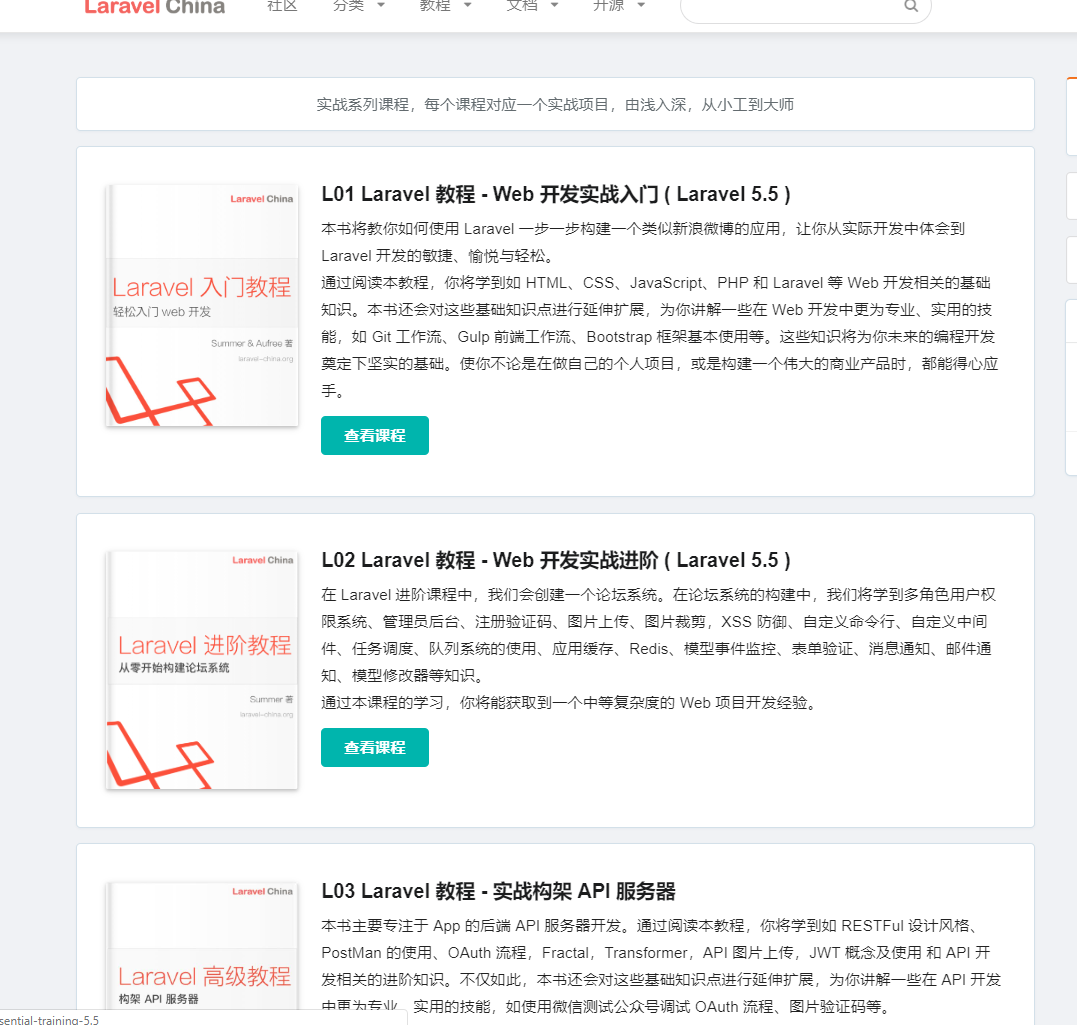 Laravel China 社区 分类 教程 文档 开源
实战系列课程，每个课程对应一个实战项目，由浅入深，从小工到大师
Laravel China
Laravel 入门教程
轻松入门 web 开发
Summer & Aufree 著
laravel-china.org
L01 Laravel 教程 - Web 开发实战入门 ( Laravel 5.5 )
本书将教你如何使用 Laravel 一步一步构建一个类似新浪微博的应用，让你从实际开发中体会到
Laravel 开发的敏捷、愉悦与轻松。
通过阅读本教程，你将学到如 HTML、CSS、JavaScript、PHP 和 Laravel 等 Web 开发相关的基础
知识。本书还会对这些基础知识点进行延伸扩展，为你讲解一些在 Web 开发中更为专业、实用的技
能，如 Git 工作流、Gulp 前端工作流、Bootstrap 框架基本使用等。这些知识将为你未来的编程开发
奠定下坚实的基础。使你不论是在做自己的个人项目，或是构建一个伟大的商业产品时，都能得心应
手。
查看课程
Laravel China
Laravel 进阶教程
从零开始构建论坛系统
Summer 著
laravel-china.org
L02 Laravel 教程 - Web 开发实战进阶 ( Laravel 5.5 )
在 Laravel 进阶课程中，我们会创建一个论坛系统。在论坛系统的构建中，我们将学到多角色用户权
限系统、管理员后台、注册验证码、图片上传、图片裁剪，XSS 防御、自定义命令行、自定义中间
件、任务调度、队列系统的使用、应用缓存、Redis、模型事件监控、表单验证、消息通知、邮件通
知、模型修改器等知识。
通过本课程的学习，你将能获取到一个中等复杂度的 Web 项目开发经验。
查看课程
Laravel China
Laravel 高级教程
构架 API 服务器
L03 Laravel 教程 - 实战构架 API 服务器
本书主要专注于 App 的后端 API 服务器开发。通过阅读本教程，你将学到如 RESTFul 设计风格、
PostMan 的使用、OAuth 流程，Fractal，Transformer，API 图片上传，JWT 概念及使用 和 API 开
发相关的进阶知识。不仅如此，本书还会对这些基础知识点进行延伸扩展，为你讲解一些在 API 开发
中更为专业、实用的技能，如使用微信测试公众号调试 OAuth 流程、图片验证码等。
sential-training-5.5